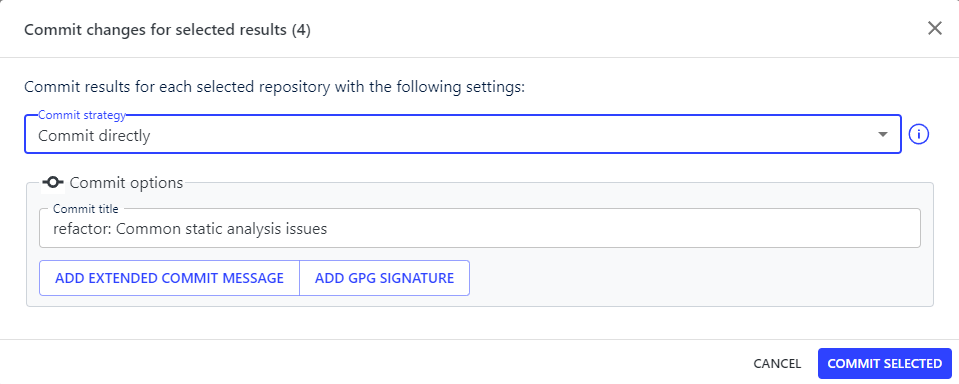 Commit changes for selected results (4)
Commit results for each selected repository with the following settings:
Commit strategy
Commit directly
Commit options
Commit title
refactor: Common static analysis issues
ADD EXTENDED COMMIT MESSAGE ADD GPG SIGNATURE
CANCEL COMMIT SELECTED